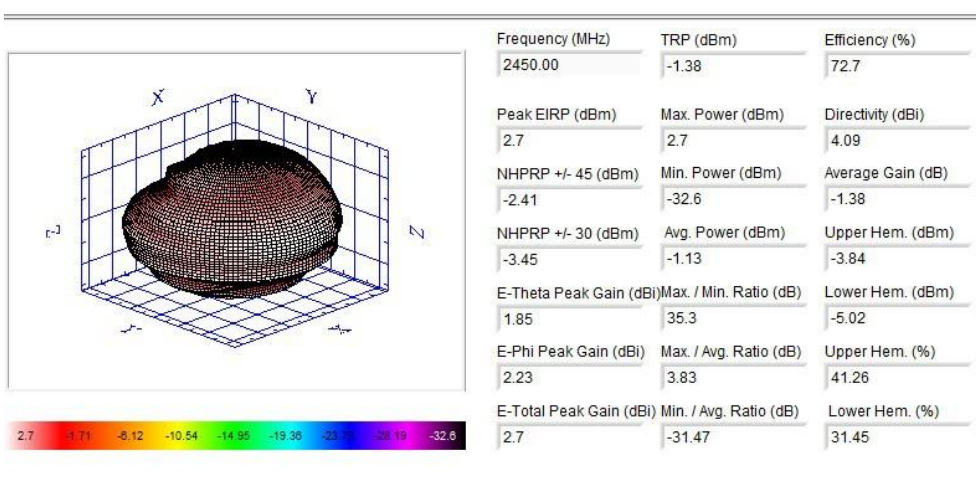 Frequency (MHz) TRP (dBm) Efficiency (%)
2450.00 -1.38 72.7
X Y
Peak EIRP (dBm) Max. Power (dBm) Directivity (dBi)
2.7 2.7 4.09
NHPRP +/- 45 (dBm) Min. Power (dBm) Average Gain (dB)
-2.41 -32.6 -1.38
Z
NHPRP +/- 30 (dBm) Avg. Power (dBm) Upper Hem. (dBm)
-3.45 -1.13 -3.84
E-Theta Peak Gain (dBi) Max. / Min. Ratio (dB) Lower Hem. (dBm)
1.85 35.3 -5.02
E-Phi Peak Gain (dBi) Max. / Avg. Ratio (dB) Upper Hem. (%)
2.23 3.83 41.26
E-Total Peak Gain (dBi) Min. / Avg. Ratio (dB) Lower Hem. (%)
2.7 -31.47 31.45
2.7 -1.71 -6.12 -10.54 -14.95 -19.36 -28.19 -32.6